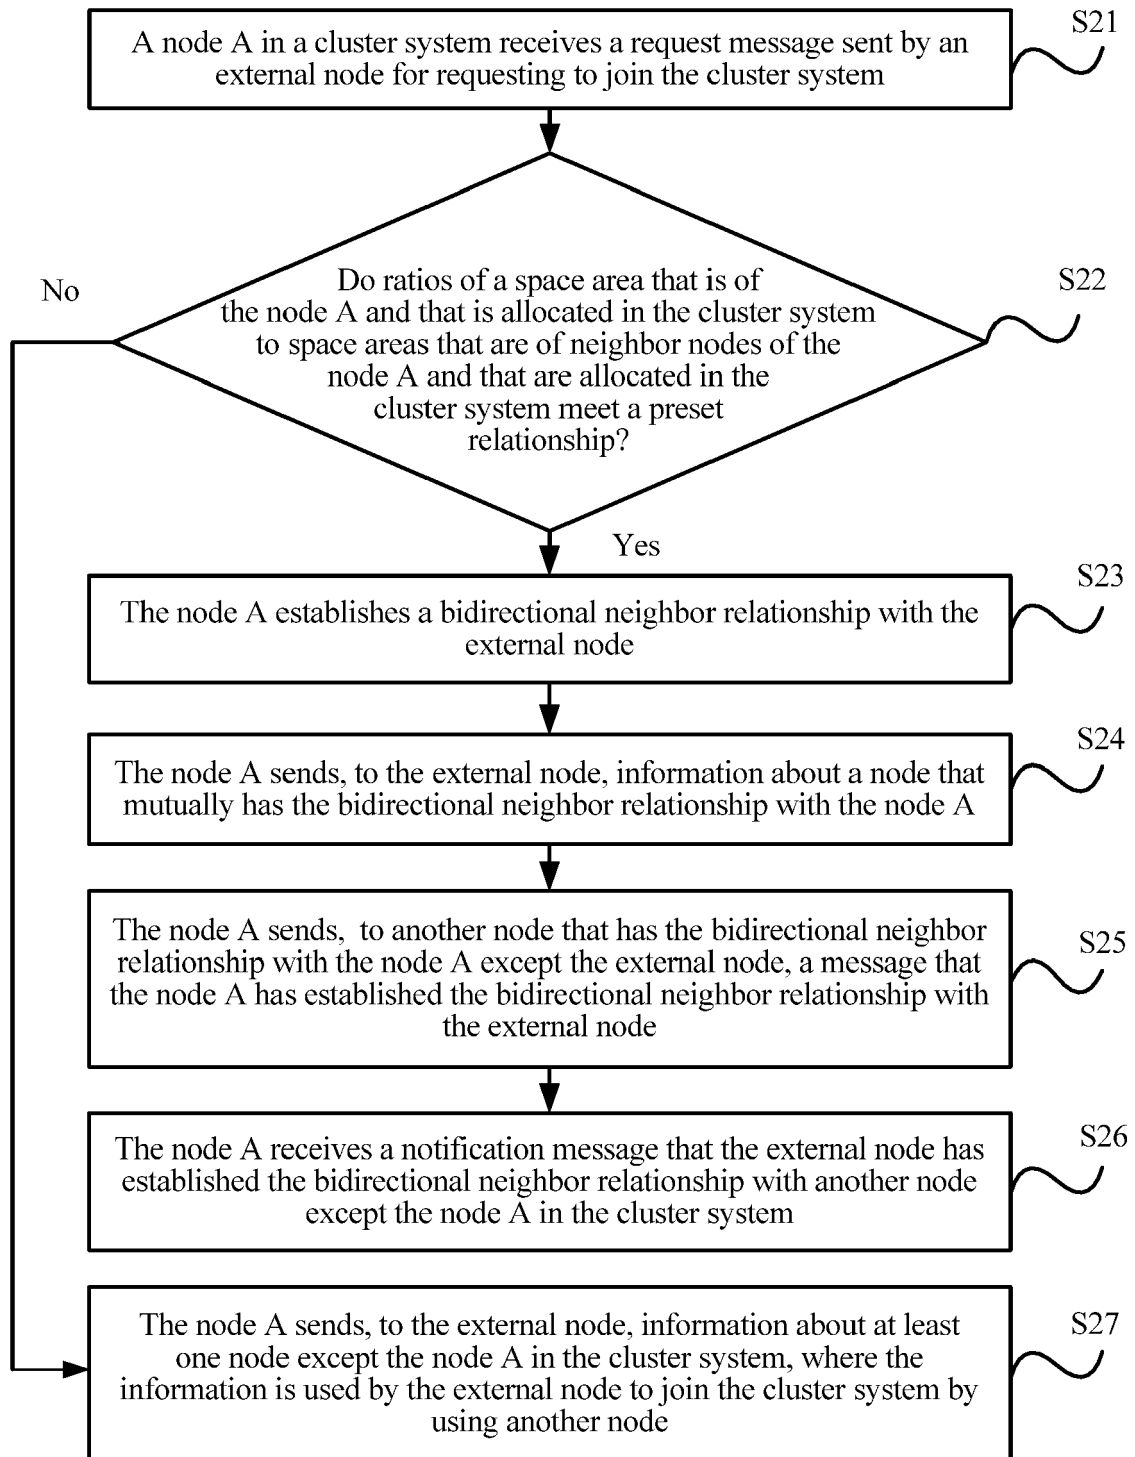 S21
A node A in a cluster system receives a request message sent by an
external node for requesting to join the cluster system
No
S22
Do ratios of a space area that is of
the node A and that is allocated in the cluster system
to space areas that are of neighbor nodes of the
node A and that are allocated in the
cluster system meet a preset
relationship?
Yes
S23
The node A establishes a bidirectional neighbor relationship with the
external node
S24
The node A sends, to the external node, information about a node that
mutually has the bidirectional neighbor relationship with the node A
S25
The node A sends, to another node that has the bidirectional neighbor
relationship with the node A except the external node, a message that
the node A has established the bidirectional neighbor relationship with
the external node
S26
The node A receives a notification message that the external node has
established the bidirectional neighbor relationship with another node
except the node A in the cluster system
S27
The node A sends, to the external node, information about at least
one node except the node A in the cluster system, where the
information is used by the external node to join the cluster system by
using another node